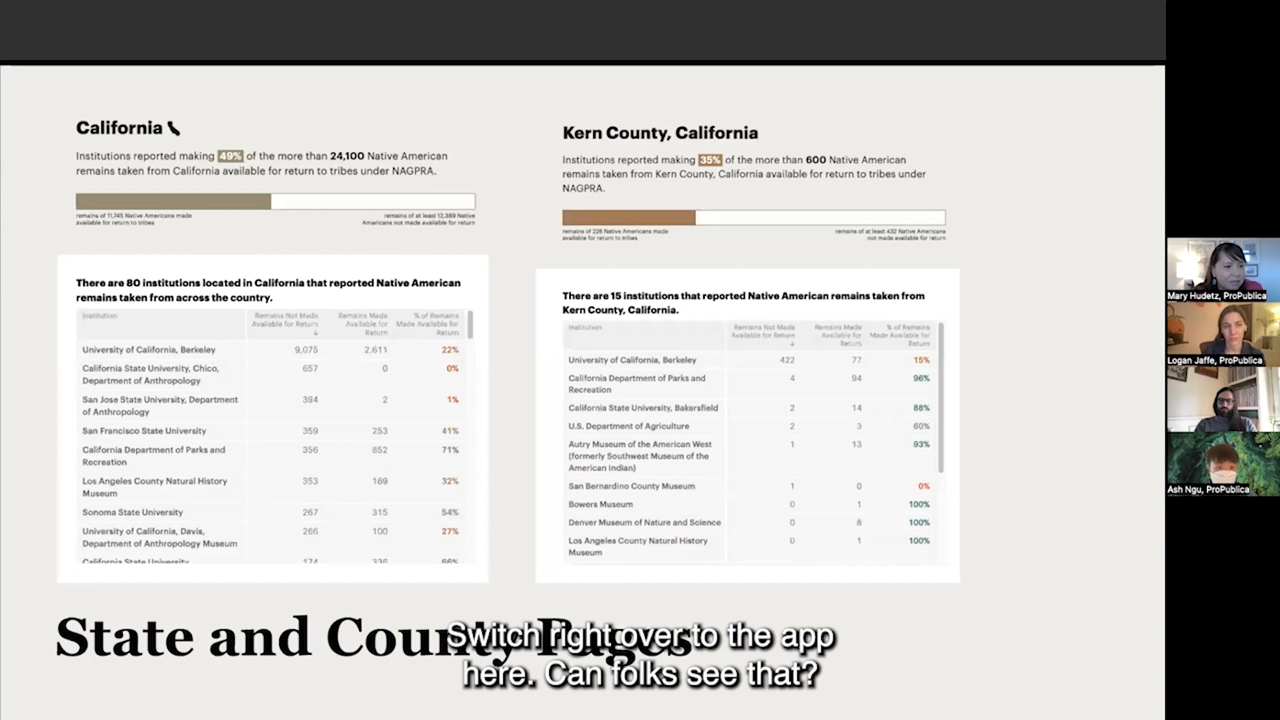 California
Institutions reported making 49% of the more than 24,100 Native American
remains taken from California available for return to tribes under NAGPRA.
remains of 11,745 Native Americans made
available for return to tribes
remains of at least 12,389 Native
Americans not made available for return
There are 80 institutions located in California that reported Native American
remains taken from across the country.
Institution
Remains Not Made
Available for Return
↓
Remains Made
Available for
Return
% of Remains
Made Available for
Return
University of California, Berkeley 9,075 2,611 22%
California State University, Chico,
Department of Anthropology 657 0 0%
San Jose State University, Department
of Anthropology 394 2 1%
San Francisco State University 359 253 41%
California Department of Parks and
Recreation 356 852 71%
Los Angeles County Natural History
Museum 353 169 32%
Sonoma State University 267 315 54%
University of California, Davis,
Department of Anthropology Museum 266 100 27%
California State University 174 336 66%
Kern County, California
Institutions reported making 35% of the more than 600 Native American
remains taken from Kern County, California available for return to tribes under
NAGPRA.
remains of 226 Native Americans made
available for return to tribes
remains of at least 432 Native Americans
not made available for return
There are 15 institutions that reported Native American remains taken from
Kern County, California.
Institution
Remains Not Made
Available for Return
↓
Remains Made
Available for
Return
% of Remains
Made Available for
Return
University of California, Berkeley 422 77 15%
California Department of Parks and
Recreation 4 94 96%
California State University, Bakersfield 2 14 88%
U.S. Department of Agriculture 2 3 60%
Autry Museum of the American West
(formerly Southwest Museum of the
American Indian) 1 13 93%
San Bernardino County Museum 1 0 0%
Bowers Museum 0 1 100%
Denver Museum of Nature and Science 0 8 100%
Los Angeles County Natural History
Museum 0 1 100%
State and County Pages
Switch right over to the app
here. Can folks see that?
Mary Hudetz, ProPublica
Logan Jaffe, ProPublica
Ash Ngu, ProPublica